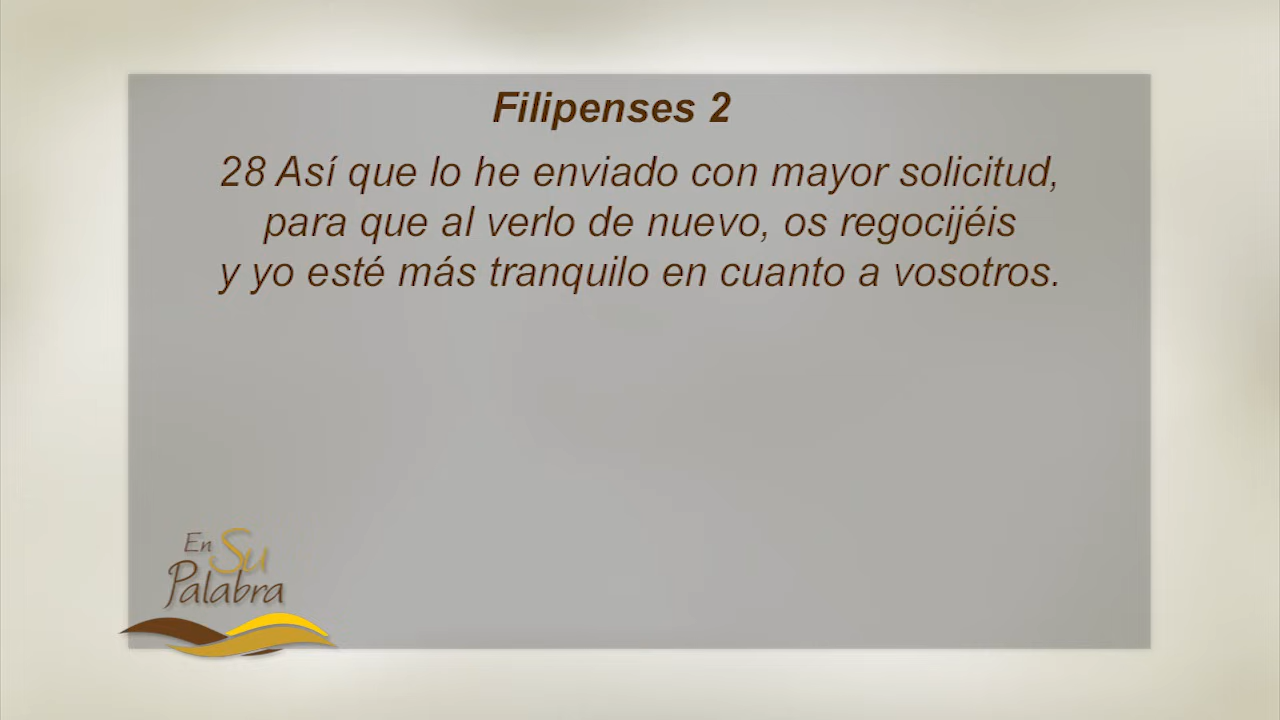 Filipenses 2
28 Así que lo he enviado con mayor solicitud,
para que al verlo de nuevo, os regocijéis
y yo esté más tranquilo en cuanto a vosotros.
En Su
Palabra